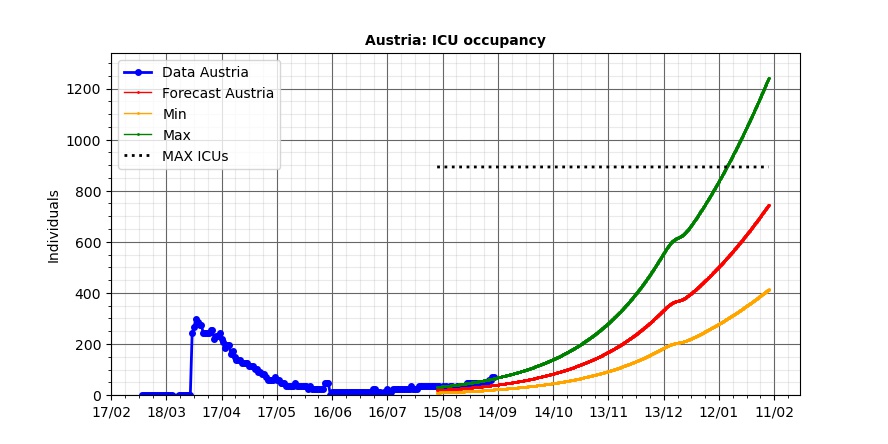 Austria: ICU occupancy
Data Austria
Forecast Austria
Min
Max
MAX ICUs
Individuals
1200
1000
800
600
400
200
0
17/02 18/03 17/04 17/05 16/06 16/07 15/08 14/09 14/10 13/11 13/12 12/01 11/02